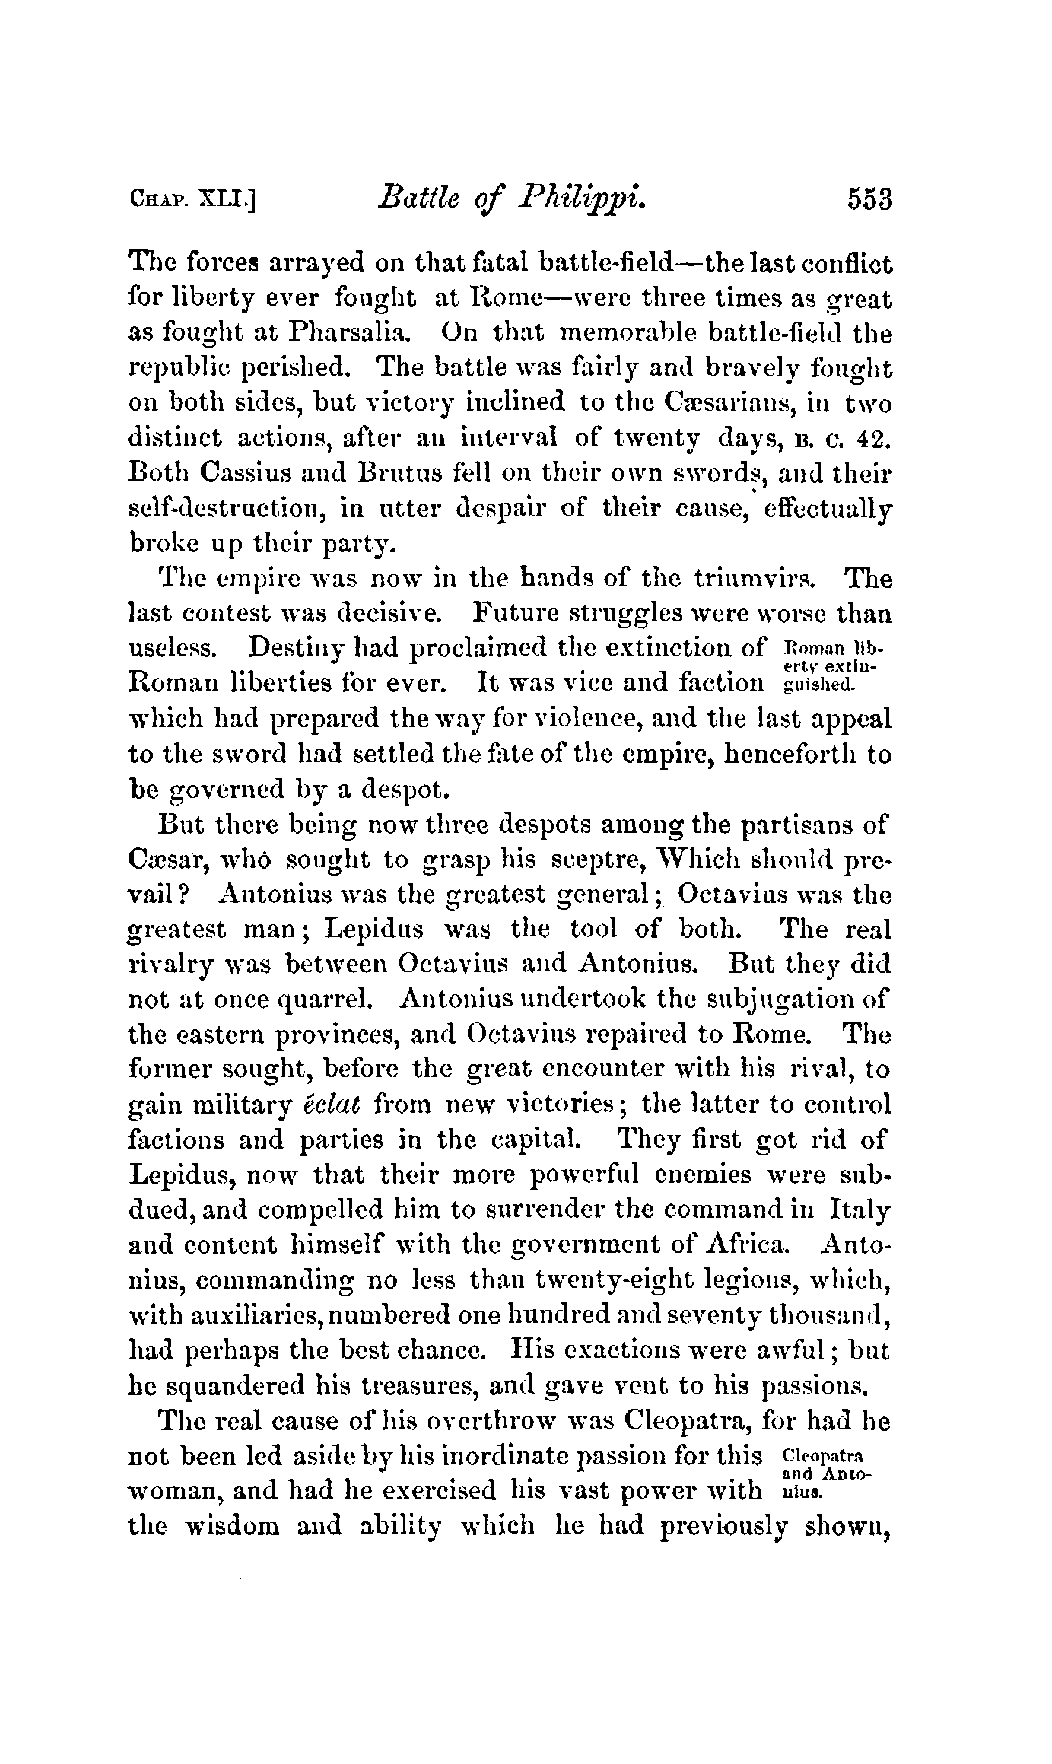 CHAP. XLI.] Battle of Philippi. 553
The forces arrayed on that fatal battle-field—the last conflict
for liberty ever fought at Rome—were three times as great
as fought at Pharsalia. On that memorable battle-field the
republic perished. The battle was fairly and bravely fought
on both sides, but victory inclined to the Cæsarians, in two
distinct actions, after an interval of twenty days, B. C. 42.
Both Cassius and Brutus fell on their own swords, and their
self-destruction, in utter despair of their cause, effectually
broke up their party.
The empire was now in the hands of the triumvirs. The
last contest was decisive. Future struggles were worse than
useless. Destiny had proclaimed the extinction of
Roman liberties for ever. It was vice and faction
Roman lib-
erty extin-
guished.
which had prepared the way for violence, and the last appeal
to the sword had settled the fate of the empire, henceforth to
be governed by a despot.
But there being now three despots among the partisans of
Cæsar, who sought to grasp his sceptre, Which should pre-
vail? Antonius was the greatest general; Octavius was the
greatest man; Lepidus was the tool of both. The real
rivalry was between Octavius and Antonius. But they did
not at once quarrel. Antonius undertook the subjugation of
the eastern provinces, and Octavius repaired to Rome. The
former sought, before the great encounter with his rival, to
gain military éclat from new victories; the latter to control
factions and parties in the capital. They first got rid of
Lepidus, now that their more powerful enemies were sub-
dued, and compelled him to surrender the command in Italy
and content himself with the government of Africa. Anto-
nius, commanding no less than twenty-eight legions, which,
with auxiliaries, numbered one hundred and seventy thousand,
had perhaps the best chance. His exactions were awful; but
he squandered his treasures, and gave vent to his passions.
The real cause of his overthrow was Cleopatra, for had he
not been led aside by his inordinate passion for this
woman, and had he exercised his vast power with
Cleopatra
and Anto-
nius.
the wisdom and ability which he had previously shown,